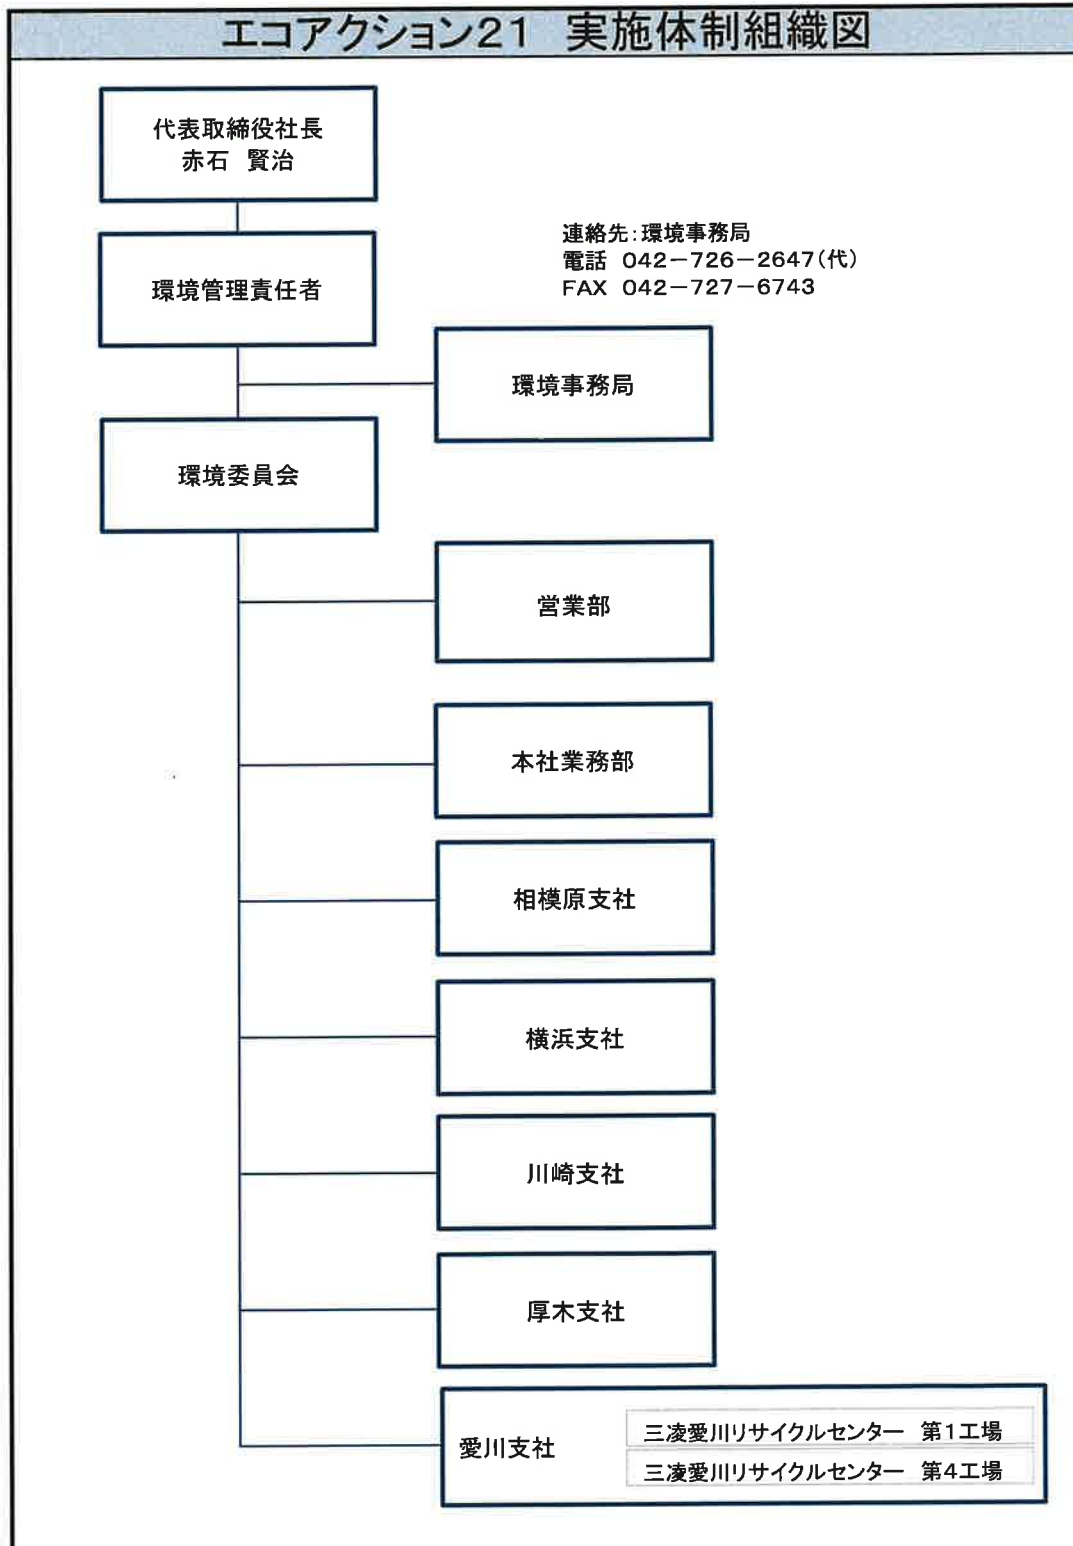 エコアクション21 実施体制組織図
代表取締役社長
赤石 賢治
連絡先:環境事務局
電話 042-726-2647(代)
FAX 042-727-6743
環境管理責任者
環境事務局
環境委員会
営業部
本社業務部
相模原支社
横浜支社
川崎支社
厚木支社
愛川支社
三凌愛川リサイクルセンター 第1工場
三凌愛川リサイクルセンター 第4工場